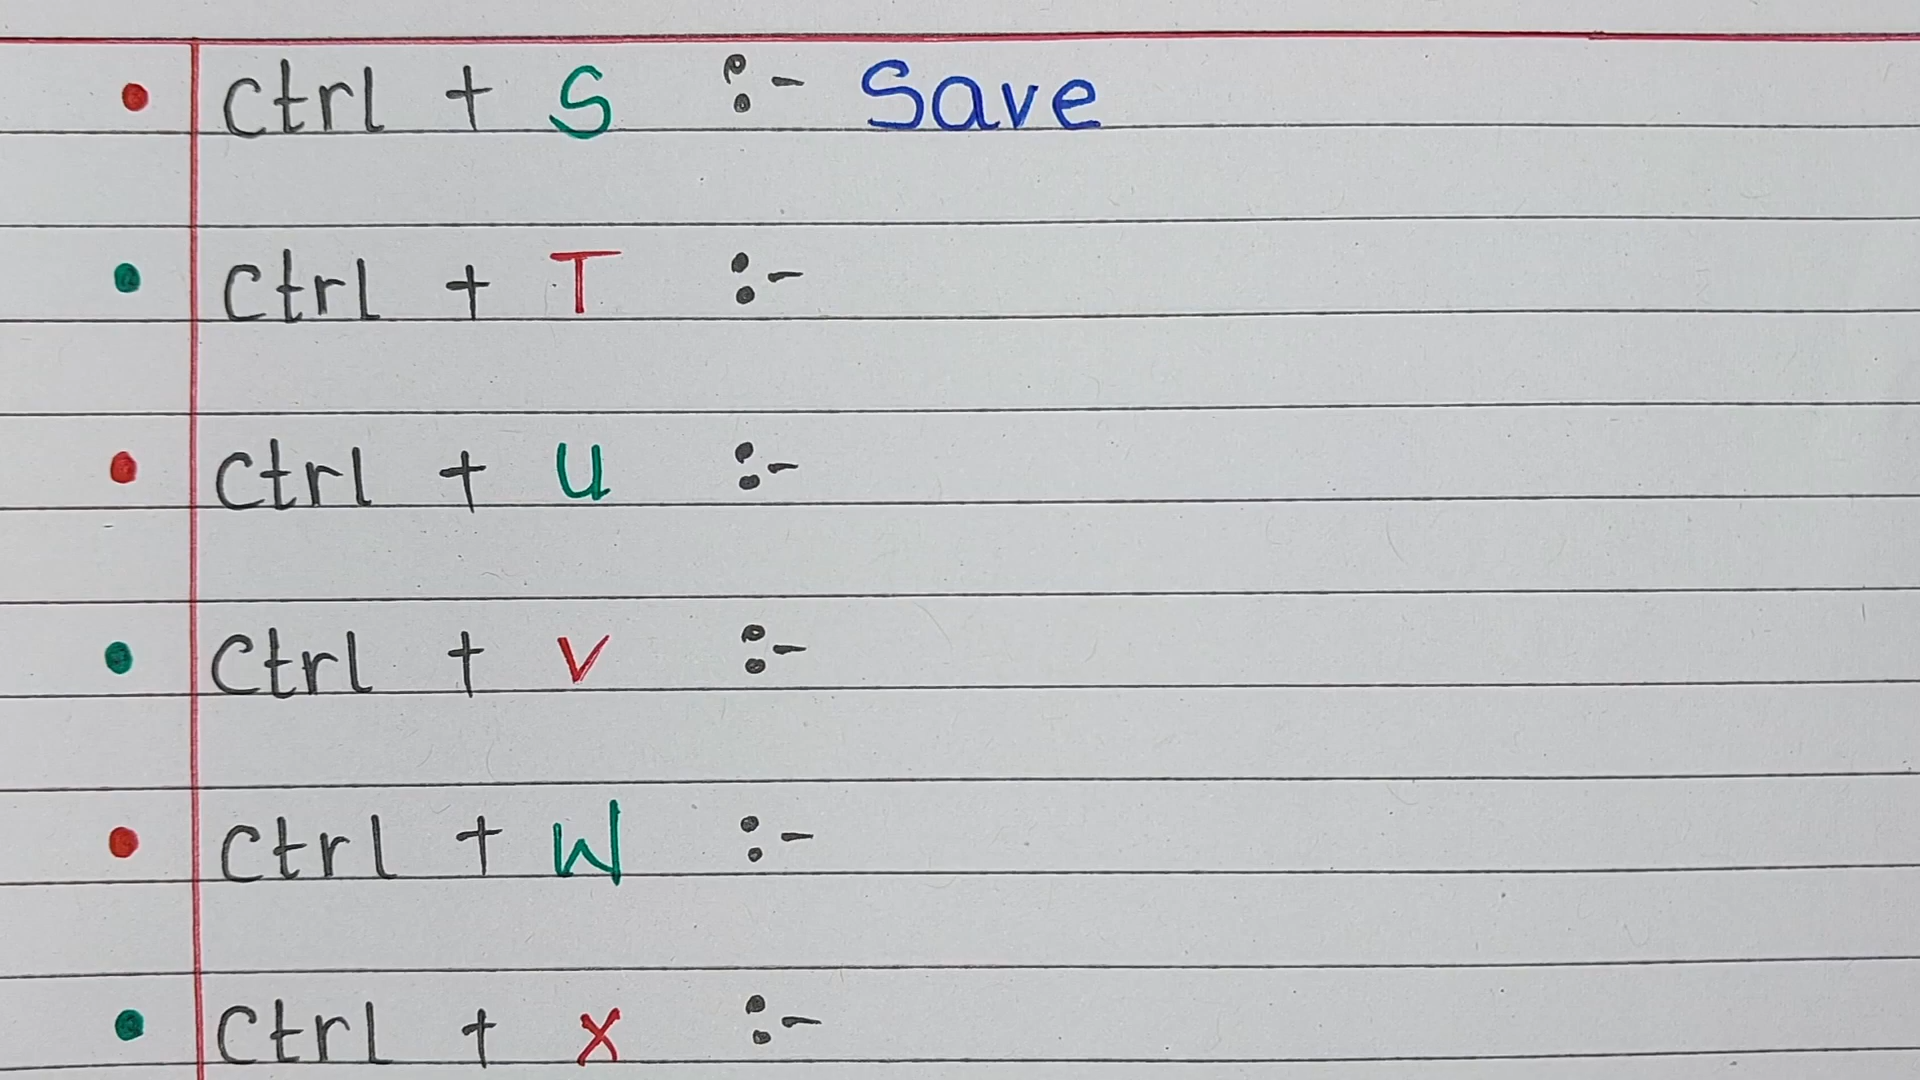 • Ctrl + S :- Save
• Ctrl + T :-
• Ctrl + U :-
• Ctrl + V :-
• Ctrl + W :-
• Ctrl + X :-